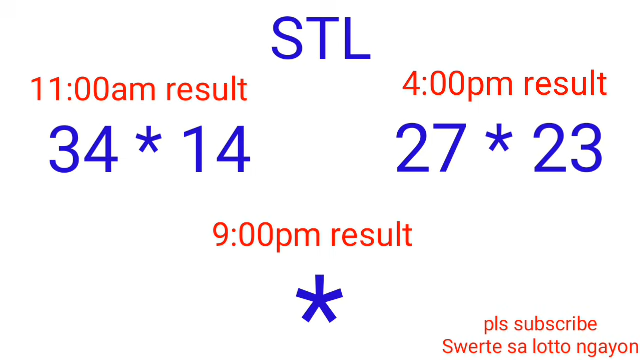 STL
11:00am result
34 * 14
4:00pm result
27 * 23
9:00pm result
*
pls subscribe
Swerte sa lotto ngayon